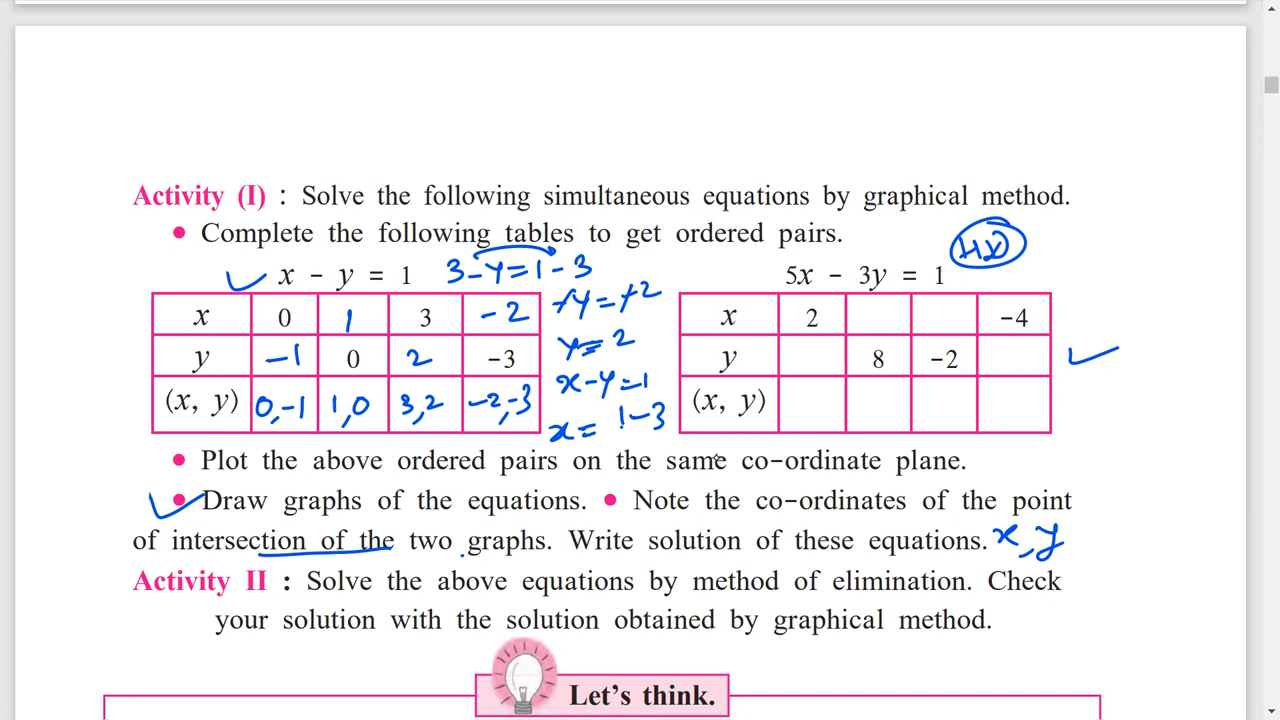 Activity (I) : Solve the following simultaneous equations by graphical method.
• Complete the following tables to get ordered pairs.
x - y = 1 3-y=1-3 5x - 3y = 1
x 0 1 3 -2 +y=+2 x 2 -4
y -1 0 2 -3 y=2 y 8 -2
x-y=1
(x, y) 0,-1 1,0 3,2 -2,-3 x= 1-3 (x, y)
• Plot the above ordered pairs on the same co-ordinate plane.
• Draw graphs of the equations. • Note the co-ordinates of the point
of intersection of the two graphs. Write solution of these equations. x, y
Activity II : Solve the above equations by method of elimination. Check
your solution with the solution obtained by graphical method.
Let's think.